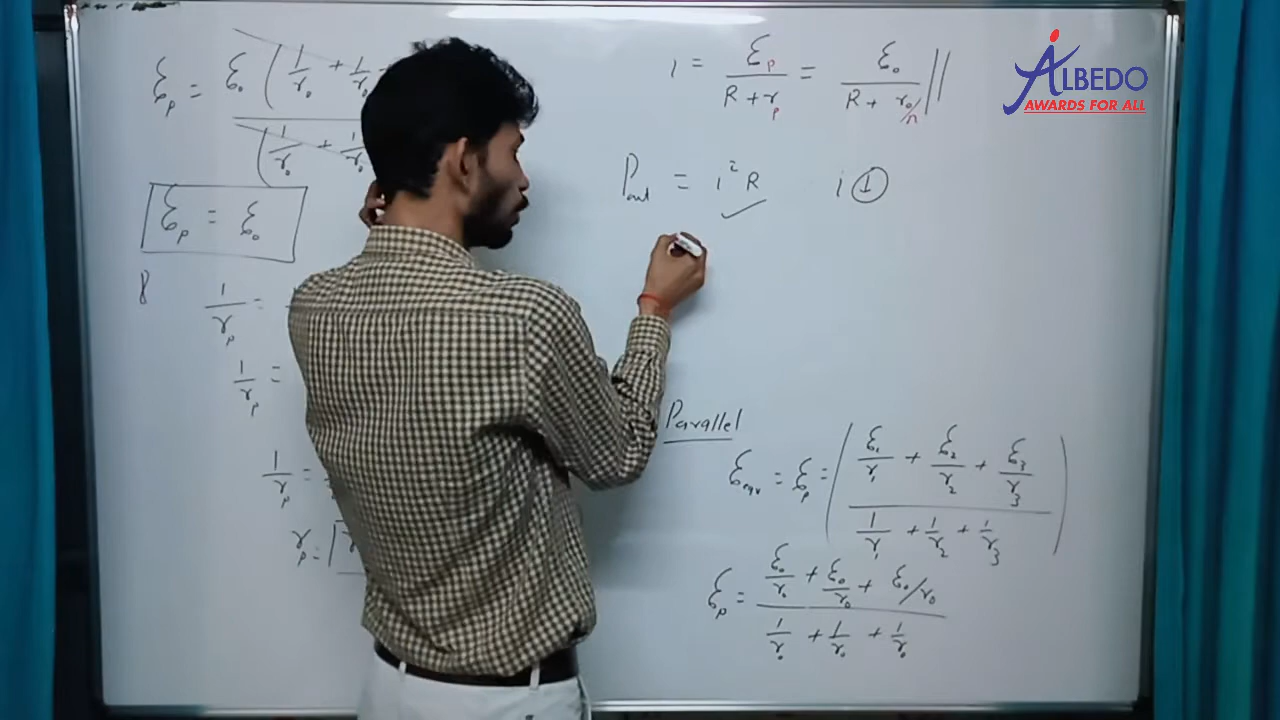 ξp = ξ₀ ( 1/r₀ + 1/r₀
( 1/r₀ + 1/r₀
ξp = ξ₀
1/rp =
1/rp =
1/rp =
rp =
i = ξp / (R + rp) = ξ₀ / (R + r₀/n) //
Pout = i² R ✓ i ↓
Parallel
ξeqv = ξp = ( ξ₁/r₁ + ξ₂/r₂ + ξ₃/r₃ / 1/r₁ + 1/r₂ + 1/r₃ )
ξp = ξ₀/r₀ + ξ₀/r₀ + ξ₀/r₀ / 1/r₀ + 1/r₀ + 1/r₀
ALBEDO
AWARDS FOR ALL